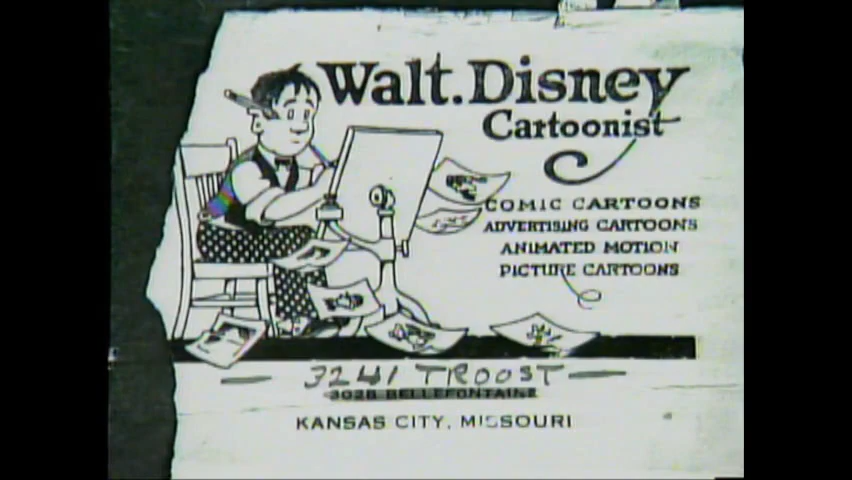 Walt. Disney
Cartoonist
COMIC CARTOONS
ADVERTISING CARTOONS
ANIMATED MOTION
PICTURE CARTOONS
3241 TROOST
3028 BELLEFONTAINE
KANSAS CITY, MISSOURI